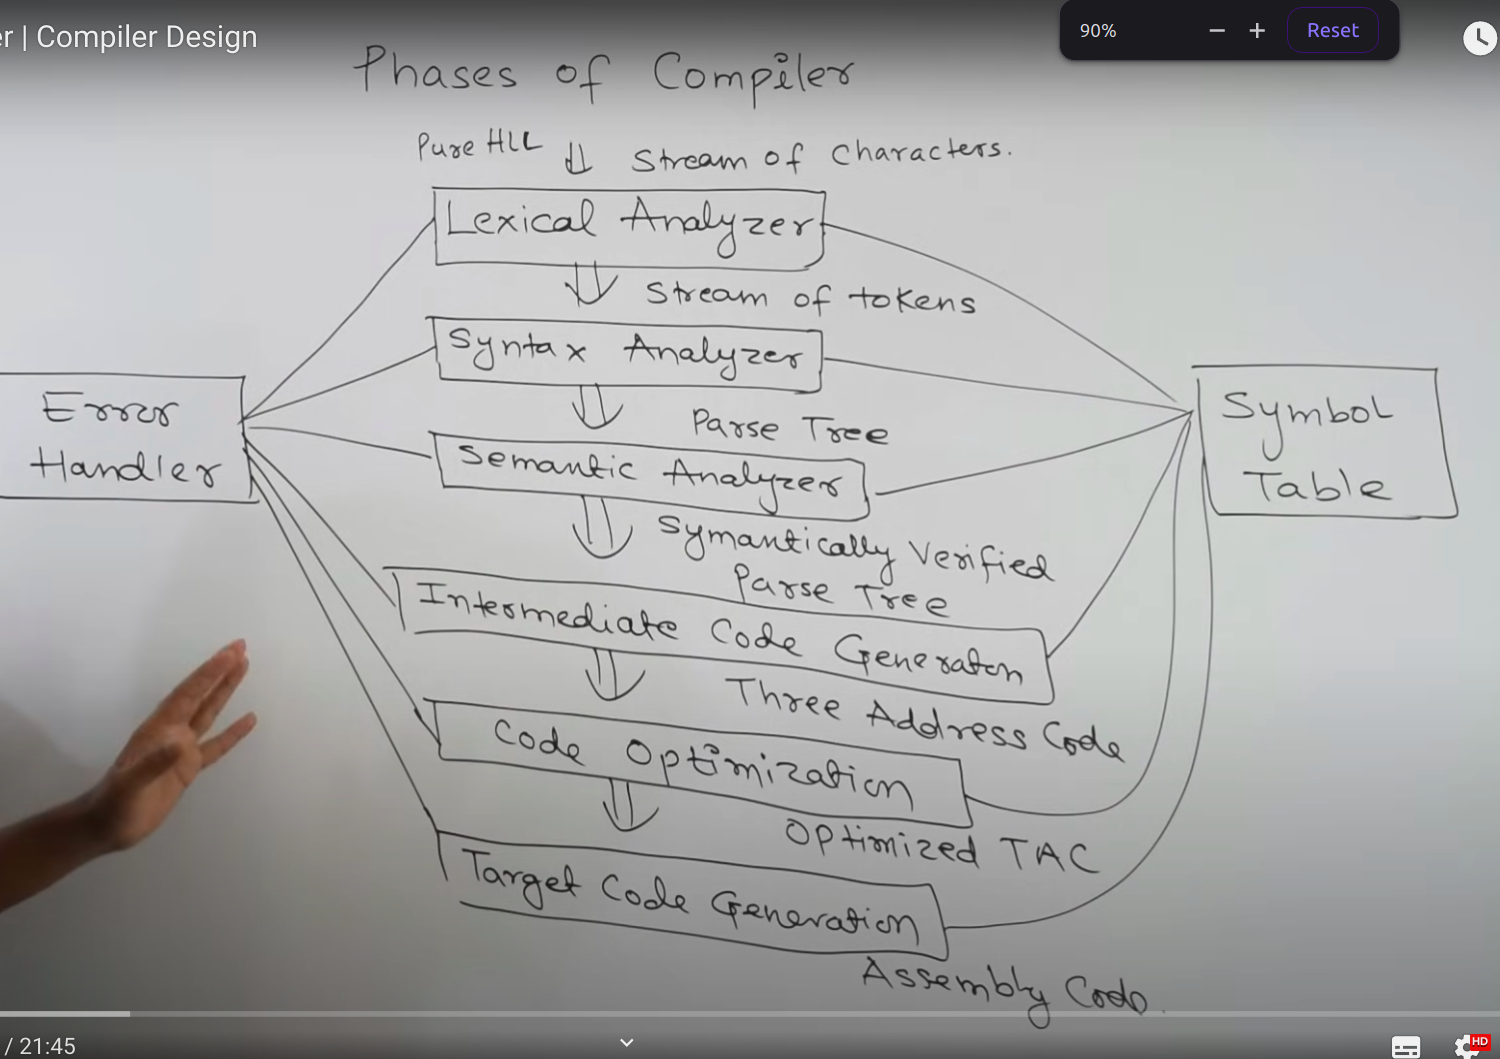 er | Compiler Design
90%
Reset
Phases of Compiler
Pure HLL
Stream of Characters.
Lexical Analyzer
Stream of tokens
Syntax Analyzer
Parse Tree
Error
Handler
Symbol
Table
Semantic Analyzer
Symantically Verified
Parse Tree
Intermediate Code Generaton
Three Address Code
Code Optimization
Optimized TAC
Target Code Generation
Assembly Code.
/ 21:45
HD